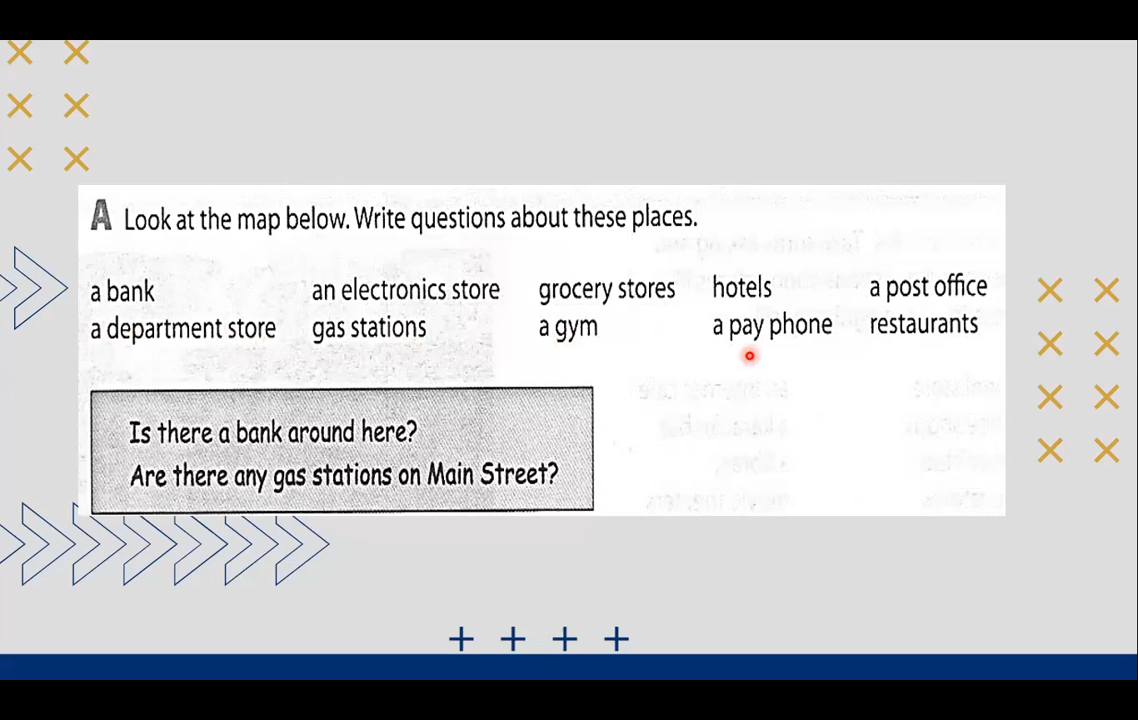 A Look at the map below. Write questions about these places.
a bank an electronics store grocery stores hotels a post office
a department store gas stations a gym a pay phone restaurants
Is there a bank around here?
Are there any gas stations on Main Street?